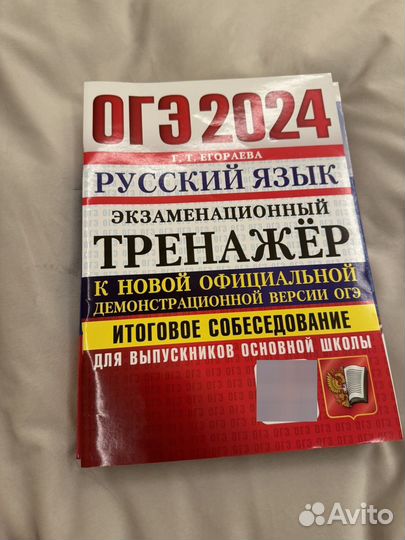 ОГЭ 2024
Г. Т. ЕГОРАЕВА
РУССКИЙ ЯЗЫК
ЭКЗАМЕНАЦИОННЫЙ
ТРЕНАЖЁР
К НОВОЙ ОФИЦИАЛЬНОЙ
ДЕМОНСТРАЦИОННОЙ ВЕРСИИ ОГЭ
ИТОГОВОЕ СОБЕСЕДОВАНИЕ
ДЛЯ ВЫПУСКНИКОВ ОСНОВНОЙ ШКОЛЫ
Avito